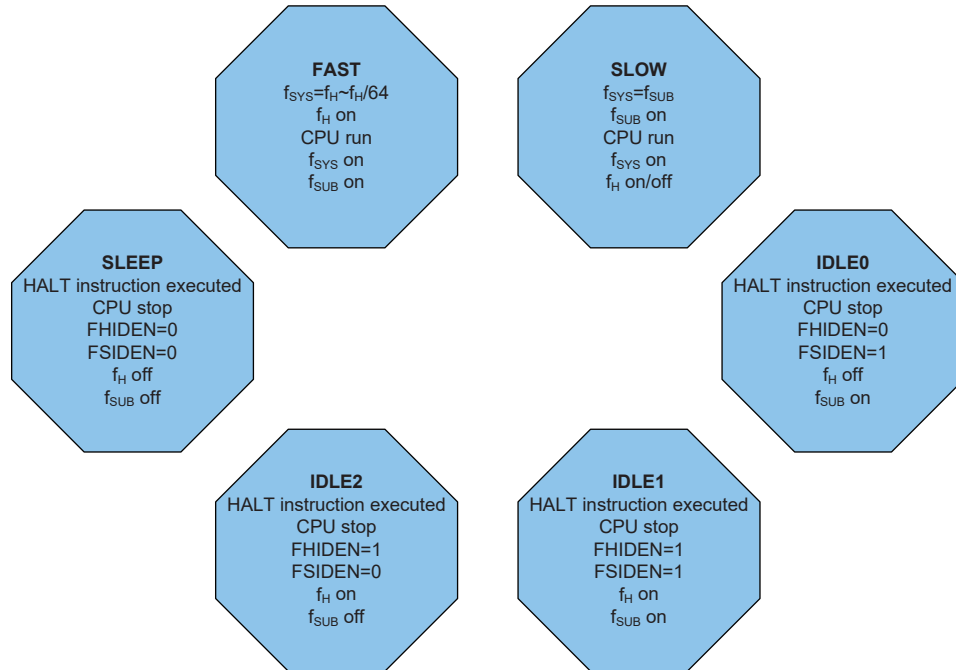 FAST
fSYS=fH~fH/64
fH on
CPU run
fSYS on
fSUB on
SLOW
fSYS=fSUB
fSUB on
CPU run
fSYS on
fH on/off
SLEEP
HALT instruction executed
CPU stop
FHIDEN=0
FSIDEN=0
fH off
fSUB off
IDLE0
HALT instruction executed
CPU stop
FHIDEN=0
FSIDEN=1
fH off
fSUB on
IDLE2
HALT instruction executed
CPU stop
FHIDEN=1
FSIDEN=0
fH on
fSUB off
IDLE1
HALT instruction executed
CPU stop
FHIDEN=1
FSIDEN=1
fH on
fSUB on